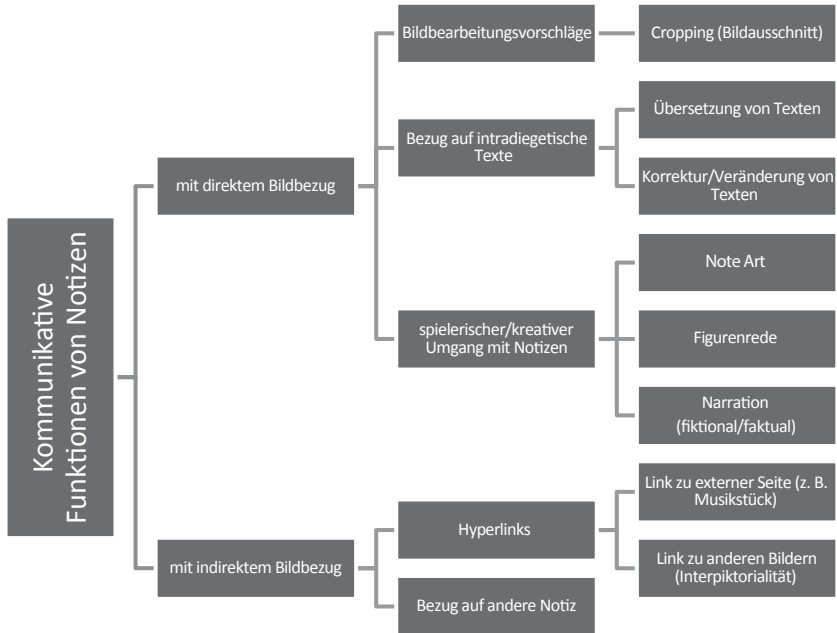 Kommunikative
Funktionen von Notizen
mit direktem Bildbezug
Bildbearbeitungsvorschläge
Cropping (Bildausschnitt)
Bezug auf intradiegetische
Texte
Übersetzung von Texten
Korrektur/Veränderung von
Texten
spielerischer/kreativer
Umgang mit Notizen
Note Art
Figurenrede
Narration
(fiktional/faktual)
mit indirektem Bildbezug
Hyperlinks
Link zu externer Seite (z. B.
Musikstück)
Link zu anderen Bildern
(Interpiktorialität)
Bezug auf andere Notiz